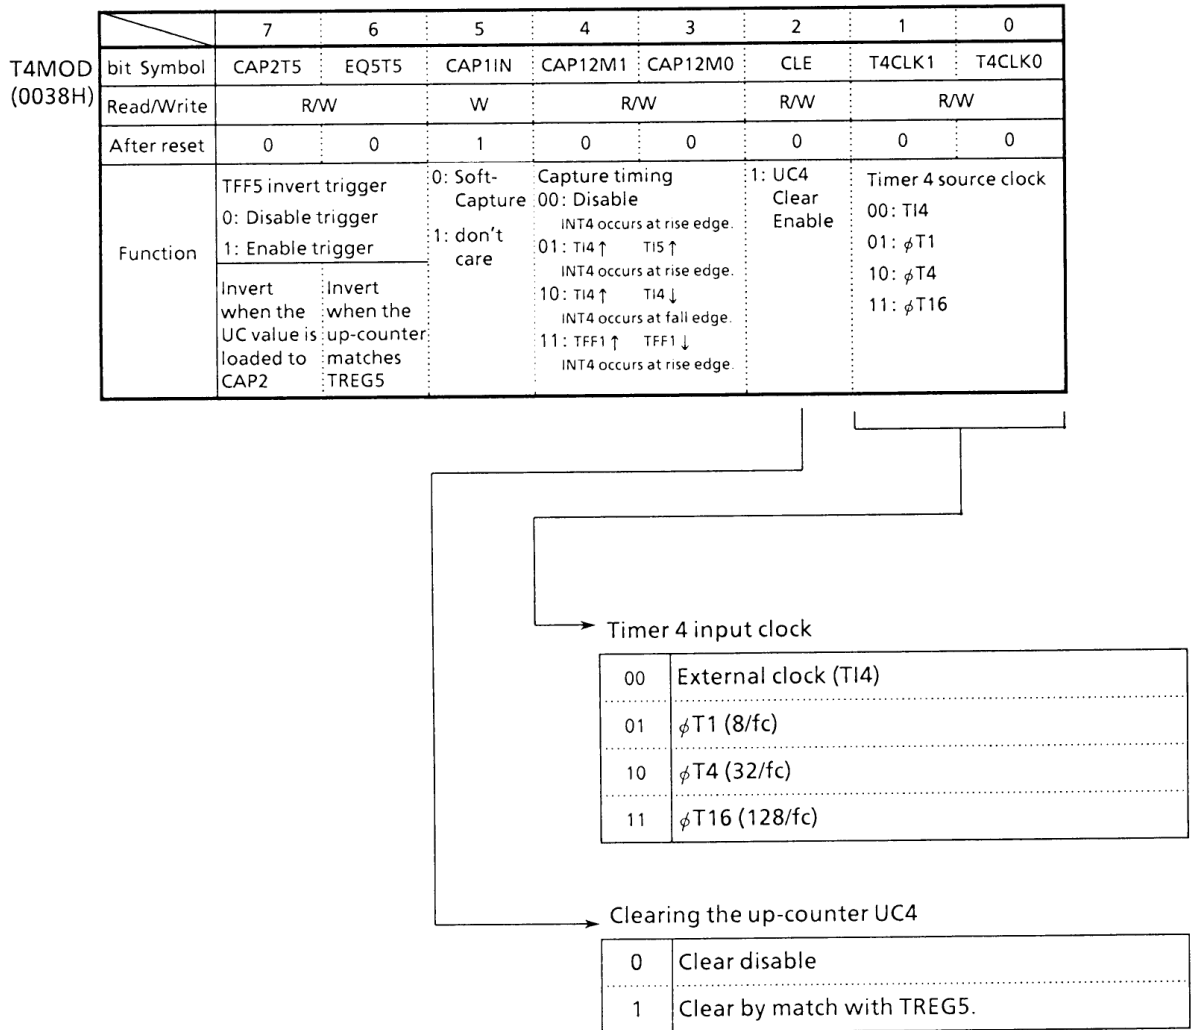 7 6 5 4 3 2 1 0
T4MOD (0038H)
bit Symbol CAP2T5 EQ5T5 CAP1IN CAP12M1 CAP12M0 CLE T4CLK1 T4CLK0
Read/Write R/W W R/W R/W R/W
After reset 0 0 1 0 0 0 0 0
Function
TFF5 invert trigger
0: Disable trigger
1: Enable trigger
Invert
when the
UC value is
loaded to
CAP2
Invert
when the
up-counter
matches
TREG5
0: Soft-
Capture
1: don't
care
Capture timing
00: Disable
INT4 occurs at rise edge.
01: TI4↑ TI5↑
INT4 occurs at rise edge.
10: TI4↑ TI4↓
INT4 occurs at fall edge.
11: TFF1↑ TFF1↓
INT4 occurs at rise edge.
1: UC4
Clear
Enable
Timer 4 source clock
00: TI4
01: ϕT1
10: ϕT4
11: ϕT16
Timer 4 input clock
00 External clock (TI4)
01 ϕT1 (8/fc)
10 ϕT4 (32/fc)
11 ϕT16 (128/fc)
Clearing the up-counter UC4
0 Clear disable
1 Clear by match with TREG5.